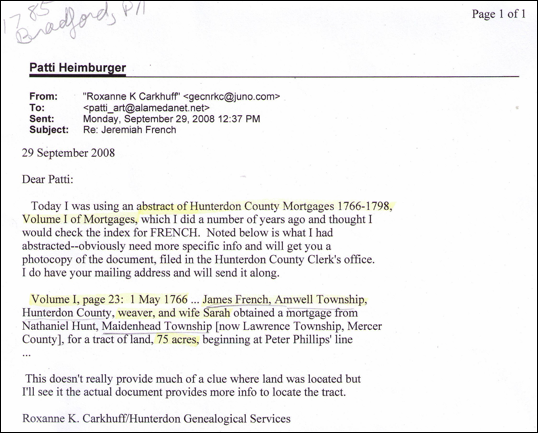 1785
Bradford, PA
Page 1 of 1
Patti Heimburger
From: "Roxanne K Carkhuff" <gecnrkc@juno.com>
To: <patti_art@alamedanet.net>
Sent: Monday, September 29, 2008 12:37 PM
Subject: Re: Jeremiah French
29 September 2008
Dear Patti:
Today I was using an abstract of Hunterdon County Mortgages 1766-1798,
Volume I of Mortgages, which I did a number of years ago and thought I
would check the index for FRENCH. Noted below is what I had
abstracted--obviously need more specific info and will get you a
photocopy of the document, filed in the Hunterdon County Clerk's office.
I do have your mailing address and will send it along.
Volume I, page 23: 1 May 1766 ... James French, Amwell Township,
Hunterdon County, weaver, and wife Sarah obtained a mortgage from
Nathaniel Hunt, Maidenhead Township [now Lawrence Township, Mercer
County], for a tract of land, 75 acres, beginning at Peter Phillips' line
...
This doesn't really provide much of a clue where land was located but
I'll see it the actual document provides more info to locate the tract.
Roxanne K. Carkhuff/Hunterdon Genealogical Services